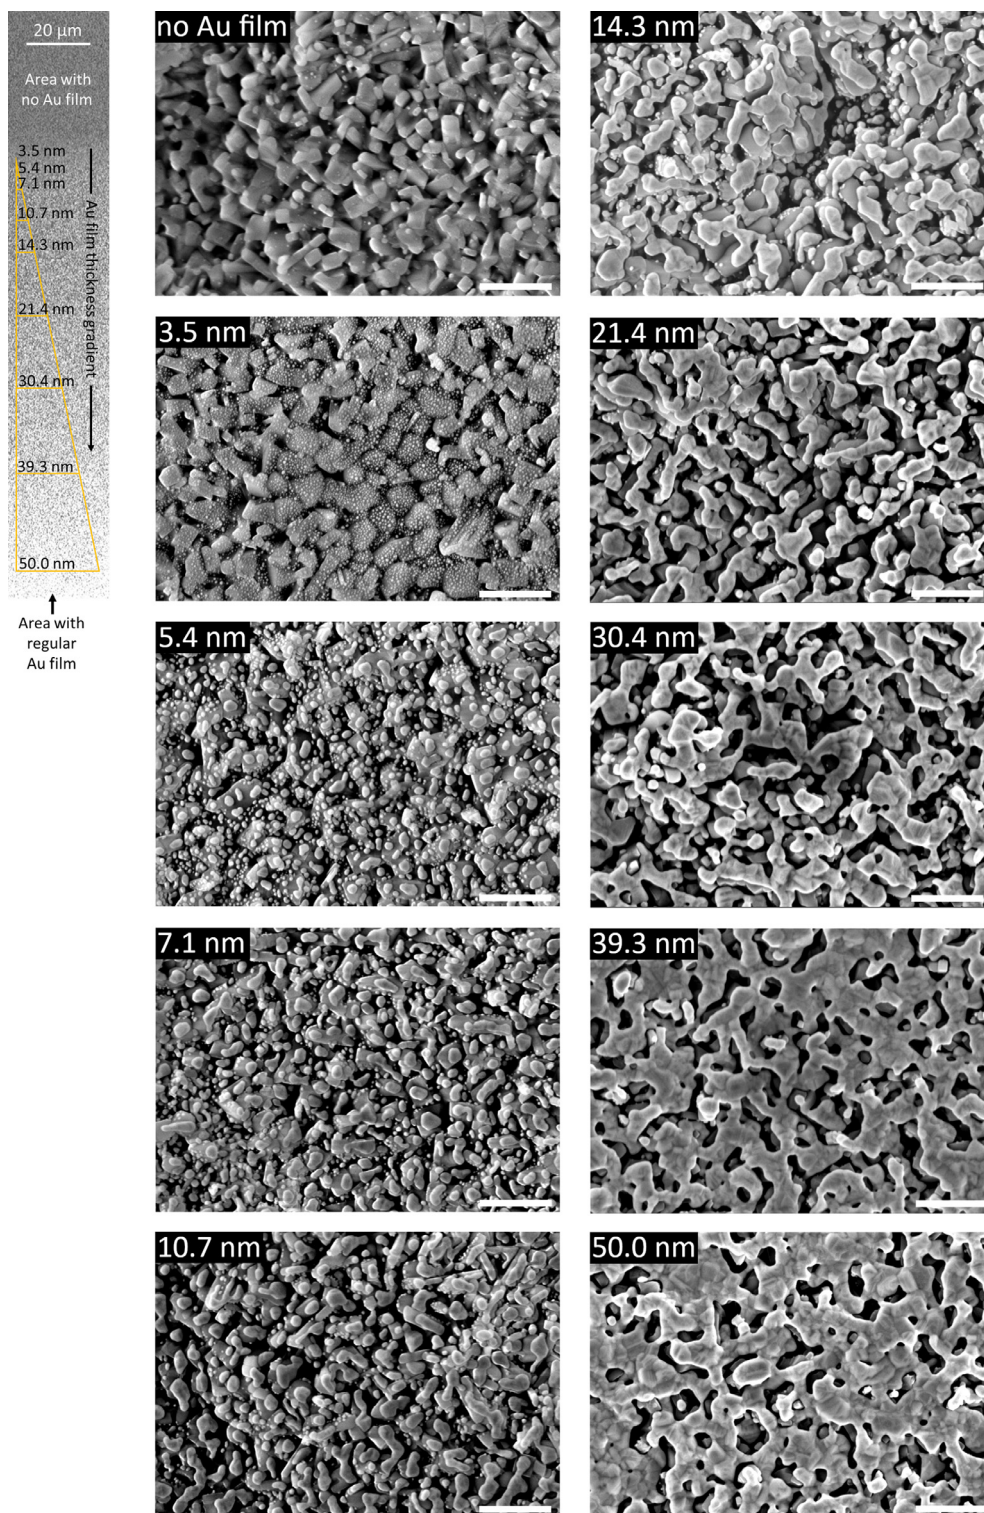 20 µm
Area with
no Au film
3.5 nm
5.4 nm
7.1 nm
10.7 nm
14.3 nm
21.4 nm
30.4 nm
39.3 nm
50.0 nm
Au film thickness gradient
Area with
regular
Au film
no Au film
14.3 nm
3.5 nm
21.4 nm
5.4 nm
30.4 nm
7.1 nm
39.3 nm
10.7 nm
50.0 nm